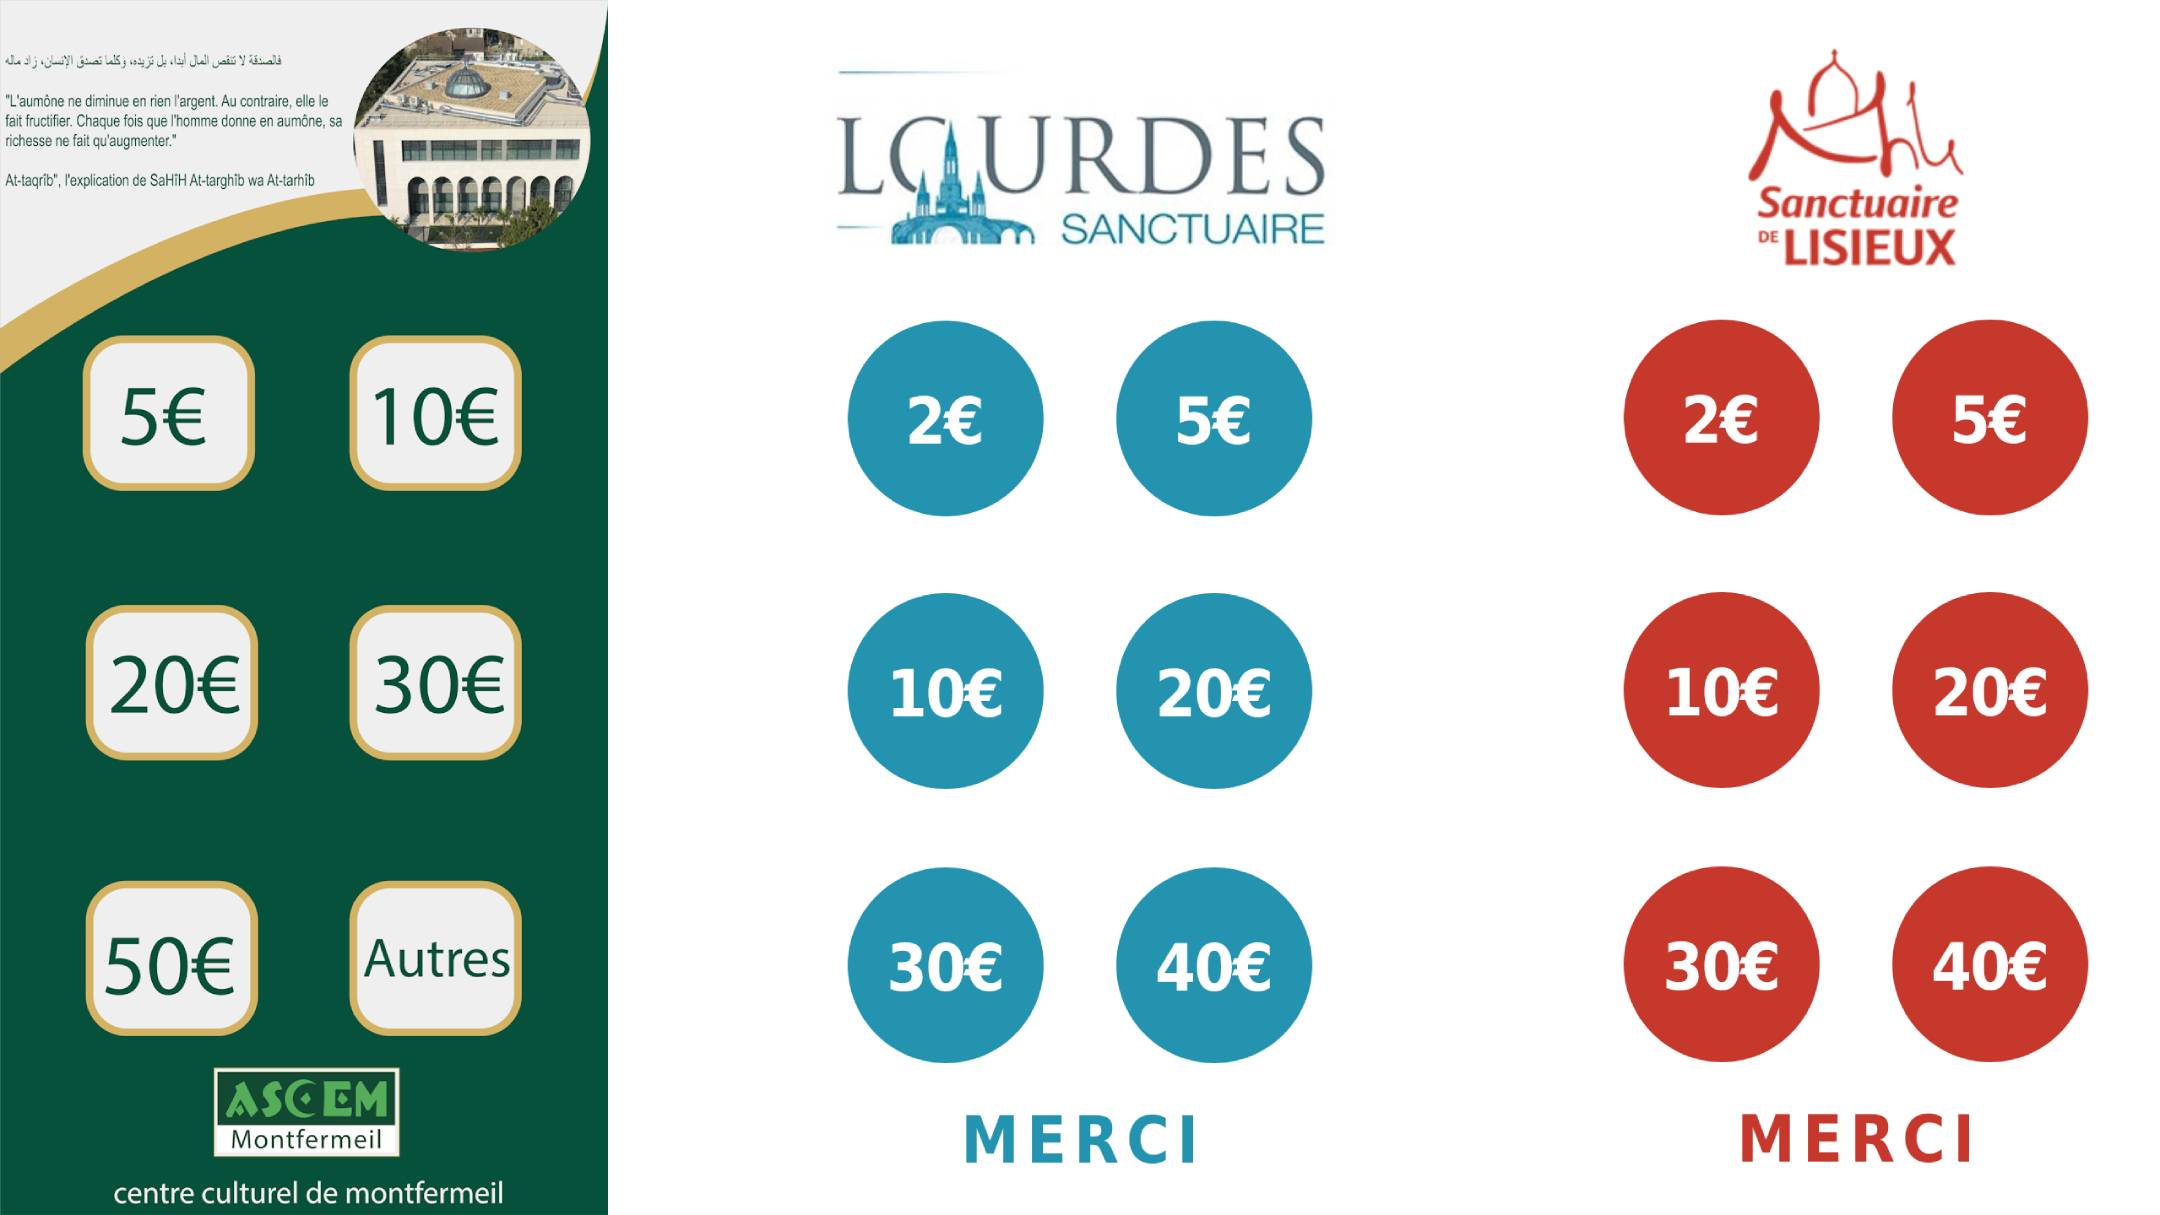 فالصدقة لا تنقص المال أبدا، بل تزيده، وكلما تصدق الإنسان، زاد ماله
"L'aumône ne diminue en rien l'argent. Au contraire, elle le
fait fructifier. Chaque fois que l'homme donne en aumône, sa
richesse ne fait qu'augmenter."
At-taqrîb", l'explication de SaHîH At-targhîb wa At-tarhîb
5€ 10€
20€ 30€
50€ Autres
ASCEM
Montfermeil
centre culturel de montfermeil
LOURDES
SANCTUAIRE
2€ 5€
10€ 20€
30€ 40€
MERCI
Sanctuaire
DE LISIEUX
2€ 5€
10€ 20€
30€ 40€
MERCI